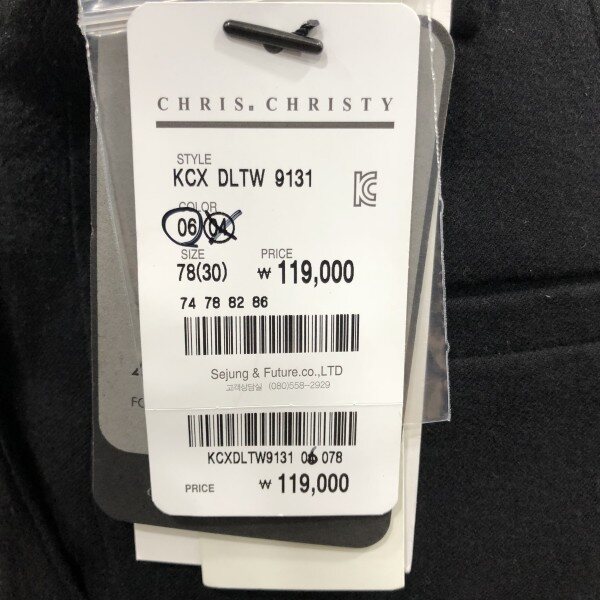 CHRIS. CHRISTY
STYLE
KCX DLTW 9131
COLOR
06 04
SIZE PRICE
78(30) ₩ 119,000
74 78 82 86
Sejung & Future.co.,LTD
고객상담실 (080)558-2929
KCXDLTW9131 06 078
PRICE ₩ 119,000